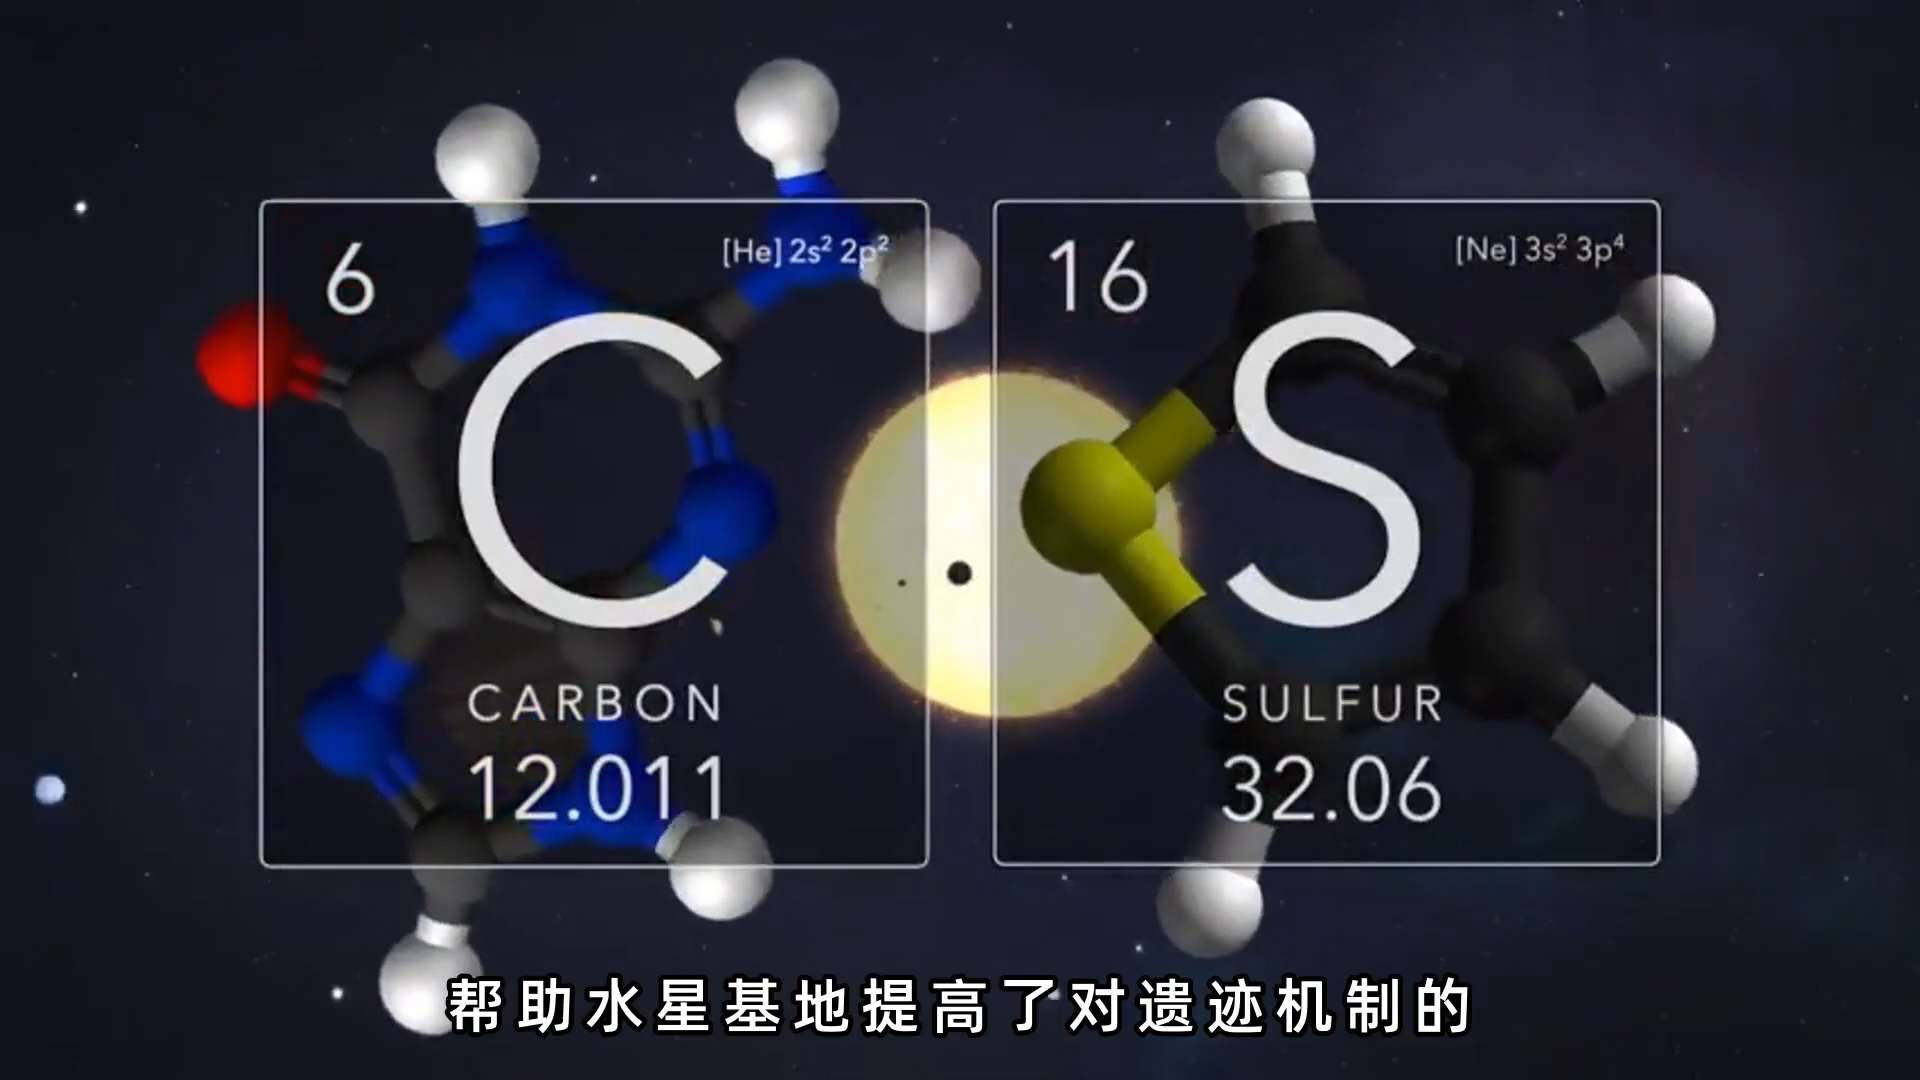 6
[He] 2s² 2p²
C
CARBON
12.011
16
[Ne] 3s² 3p⁴
S
SULFUR
32.06
帮助水星基地提高了对遗迹机制的